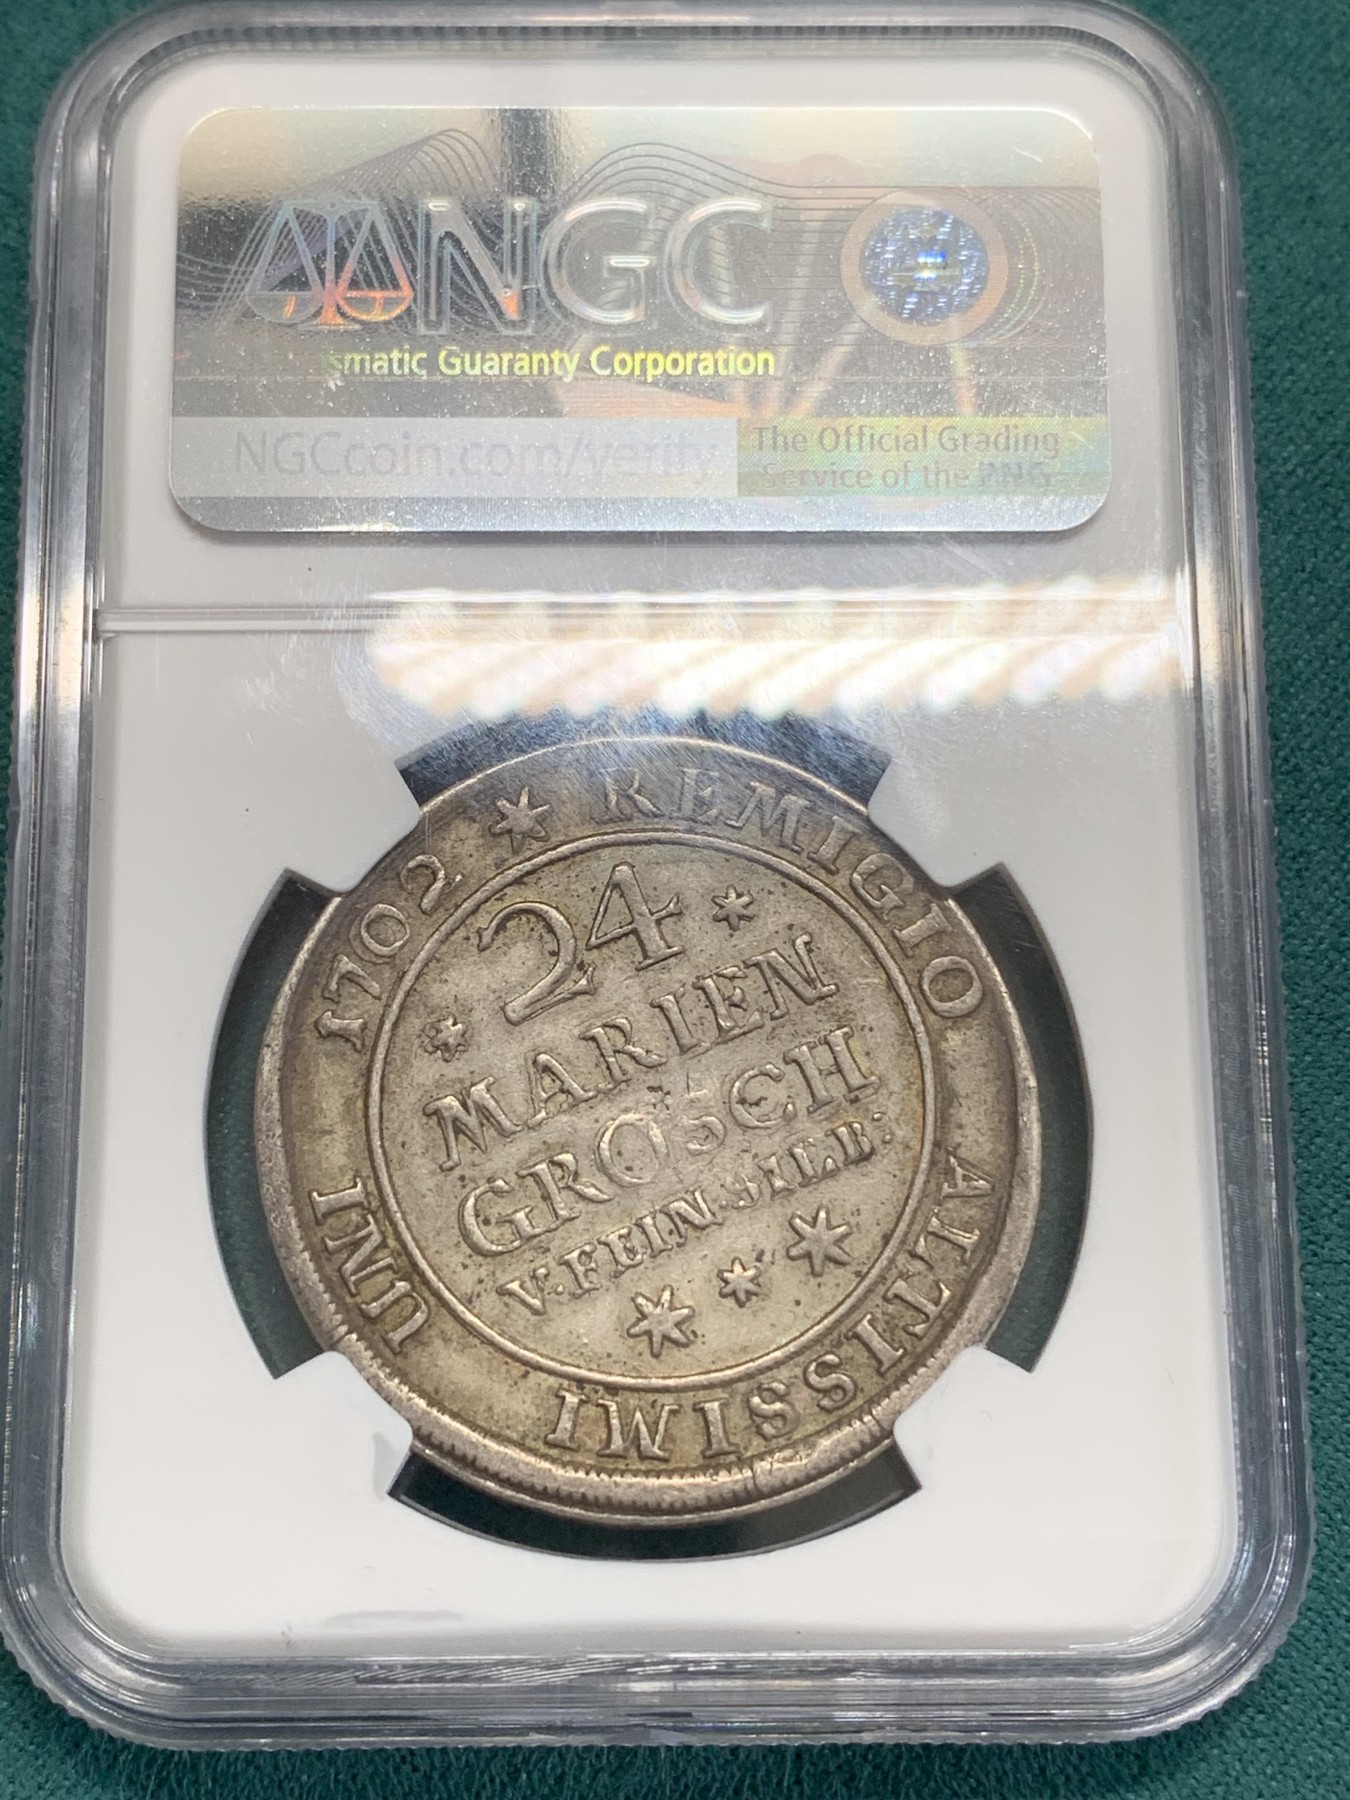 NGC
smatic Guaranty Corporation
NGCcoin.com/verify
The Official Grading
Service of the PNG
REMIGIO ALTISSIMI UNI 1702
24
MARIEN
GROSCH
V. FEIN. SILB: